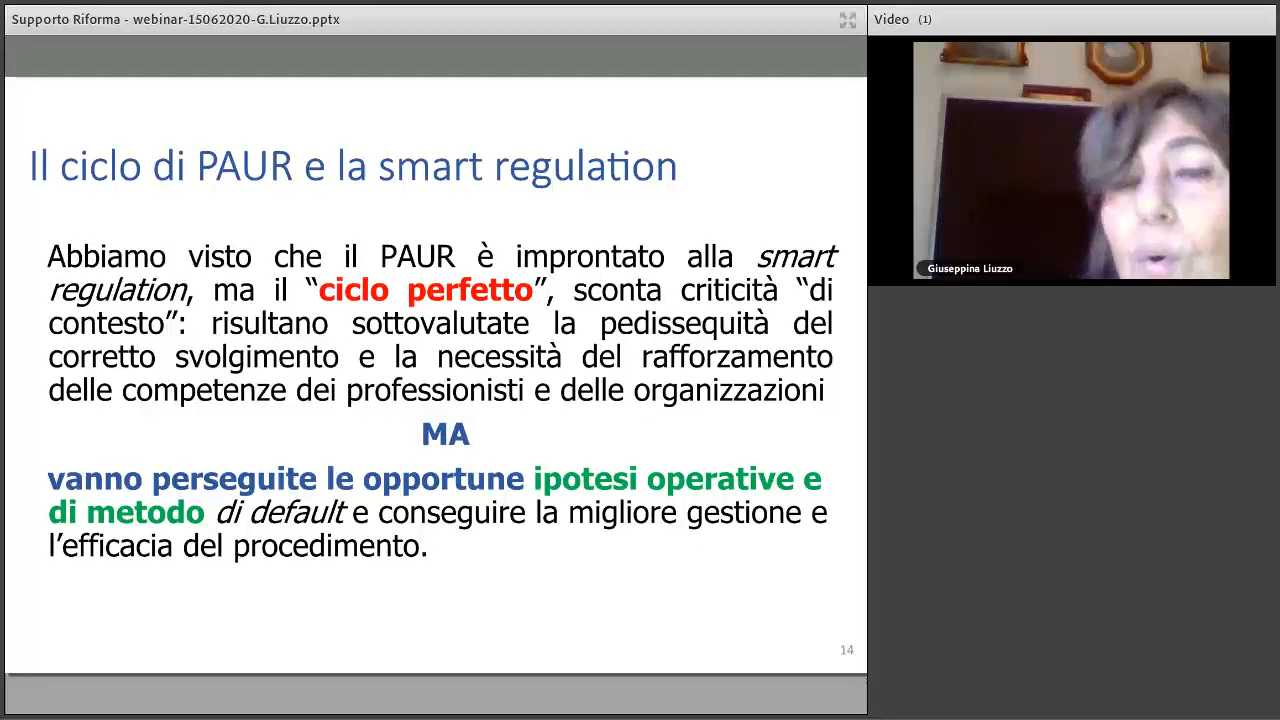 Supporto Riforma - webinar-15062020-G.Liuzzo.pptx
Video (1)
Giuseppina Liuzzo
Il ciclo di PAUR e la smart regulation
Abbiamo visto che il PAUR è improntato alla smart
regulation, ma il “ciclo perfetto”, sconta criticità “di
contesto”: risultano sottovalutate la pedissequità del
corretto svolgimento e la necessità del rafforzamento
delle competenze dei professionisti e delle organizzazioni
MA
vanno perseguite le opportune ipotesi operative e
di metodo di default e conseguire la migliore gestione e
l’efficacia del procedimento.
14